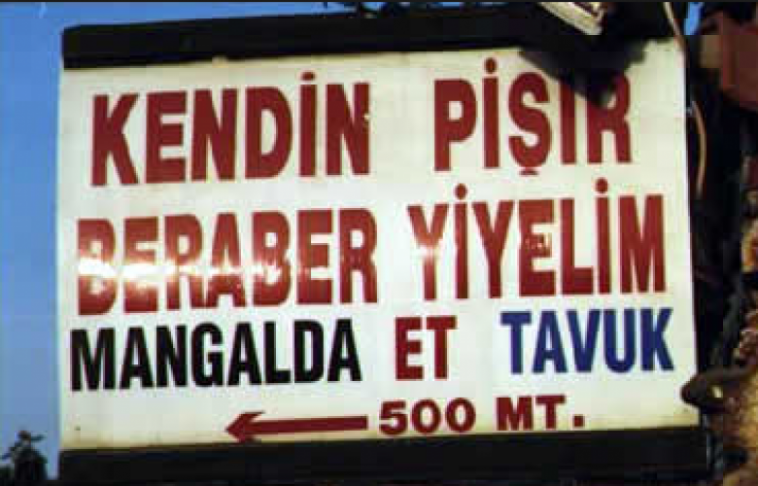 KENDİN PİŞİR
BERABER YİYELİM
MANGALDA ET TAVUK
500 MT.